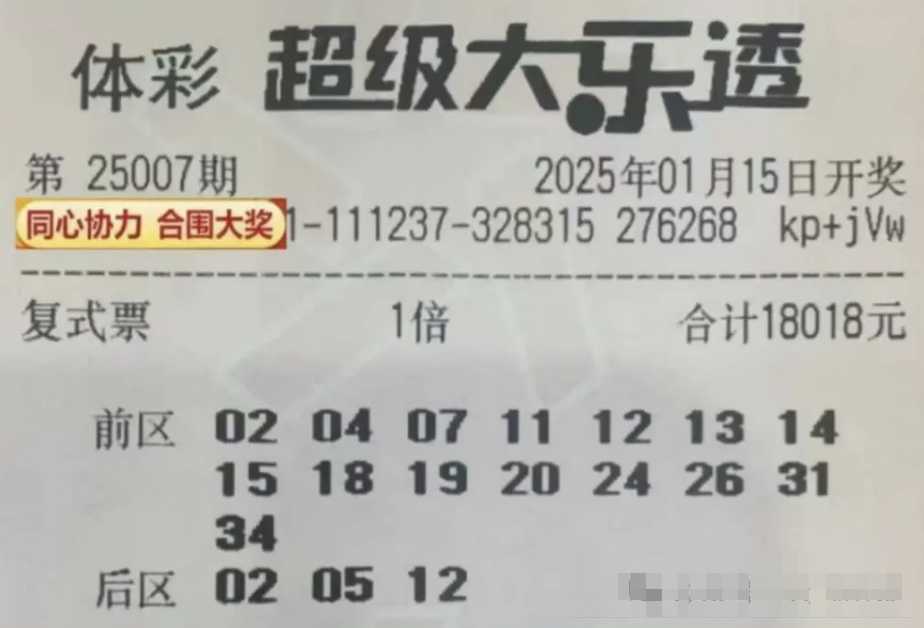 体彩 超级大乐透
第 25007期 2025年01月15日开奖
同心协力 合围大奖 1-111237-328315 276268 kp+jVw
复式票 1倍 合计18018元
前区 02 04 07 11 12 13 14
15 18 19 20 24 26 31
34
后区 02 05 12